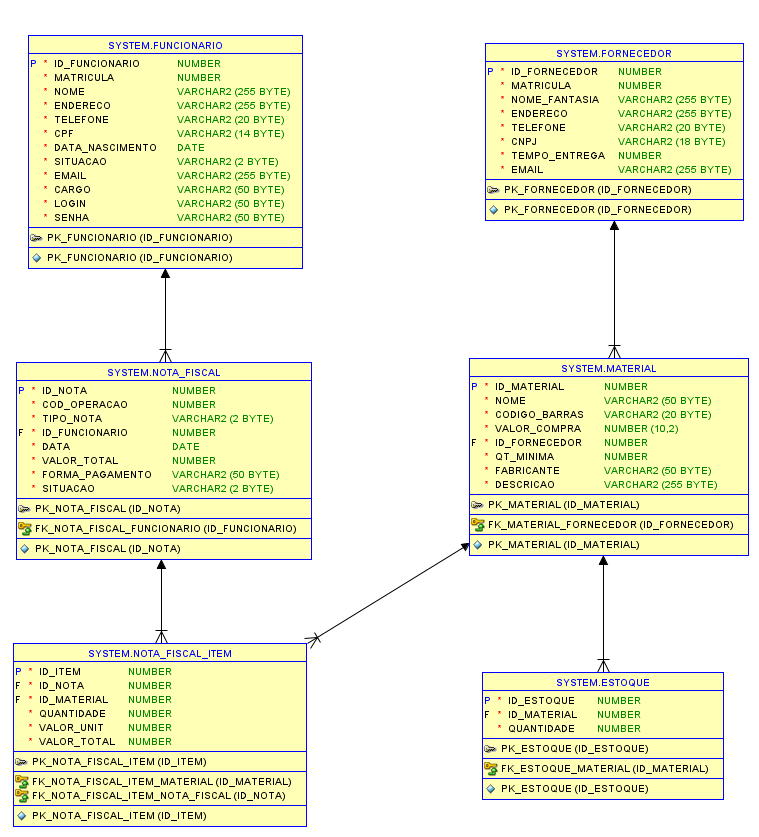 SYSTEM.FUNCIONARIO
P * ID_FUNCIONARIO NUMBER
* MATRICULA NUMBER
* NOME VARCHAR2 (255 BYTE)
* ENDERECO VARCHAR2 (255 BYTE)
* TELEFONE VARCHAR2 (20 BYTE)
* CPF VARCHAR2 (14 BYTE)
* DATA_NASCIMENTO DATE
* SITUACAO VARCHAR2 (2 BYTE)
* EMAIL VARCHAR2 (255 BYTE)
* CARGO VARCHAR2 (50 BYTE)
* LOGIN VARCHAR2 (50 BYTE)
* SENHA VARCHAR2 (50 BYTE)
PK_FUNCIONARIO (ID_FUNCIONARIO)
PK_FUNCIONARIO (ID_FUNCIONARIO)
SYSTEM.FORNECEDOR
P * ID_FORNECEDOR NUMBER
* MATRICULA NUMBER
* NOME_FANTASIA VARCHAR2 (255 BYTE)
* ENDERECO VARCHAR2 (255 BYTE)
* TELEFONE VARCHAR2 (20 BYTE)
* CNPJ VARCHAR2 (18 BYTE)
* TEMPO_ENTREGA NUMBER
* EMAIL VARCHAR2 (255 BYTE)
PK_FORNECEDOR (ID_FORNECEDOR)
PK_FORNECEDOR (ID_FORNECEDOR)
SYSTEM.NOTA_FISCAL
P * ID_NOTA NUMBER
* COD_OPERACAO NUMBER
* TIPO_NOTA VARCHAR2 (2 BYTE)
F * ID_FUNCIONARIO NUMBER
* DATA DATE
* VALOR_TOTAL NUMBER
* FORMA_PAGAMENTO VARCHAR2 (50 BYTE)
* SITUACAO VARCHAR2 (2 BYTE)
PK_NOTA_FISCAL (ID_NOTA)
FK_NOTA_FISCAL_FUNCIONARIO (ID_FUNCIONARIO)
PK_NOTA_FISCAL (ID_NOTA)
SYSTEM.MATERIAL
P * ID_MATERIAL NUMBER
* NOME VARCHAR2 (50 BYTE)
* CODIGO_BARRAS VARCHAR2 (20 BYTE)
* VALOR_COMPRA NUMBER (10,2)
F * ID_FORNECEDOR NUMBER
* QT_MINIMA NUMBER
* FABRICANTE VARCHAR2 (50 BYTE)
* DESCRICAO VARCHAR2 (255 BYTE)
PK_MATERIAL (ID_MATERIAL)
FK_MATERIAL_FORNECEDOR (ID_FORNECEDOR)
PK_MATERIAL (ID_MATERIAL)
SYSTEM.NOTA_FISCAL_ITEM
P * ID_ITEM NUMBER
F * ID_NOTA NUMBER
F * ID_MATERIAL NUMBER
* QUANTIDADE NUMBER
* VALOR_UNIT NUMBER
* VALOR_TOTAL NUMBER
PK_NOTA_FISCAL_ITEM (ID_ITEM)
FK_NOTA_FISCAL_ITEM_MATERIAL (ID_MATERIAL)
FK_NOTA_FISCAL_ITEM_NOTA_FISCAL (ID_NOTA)
PK_NOTA_FISCAL_ITEM (ID_ITEM)
SYSTEM.ESTOQUE
P * ID_ESTOQUE NUMBER
F * ID_MATERIAL NUMBER
* QUANTIDADE NUMBER
PK_ESTOQUE (ID_ESTOQUE)
FK_ESTOQUE_MATERIAL (ID_MATERIAL)
PK_ESTOQUE (ID_ESTOQUE)